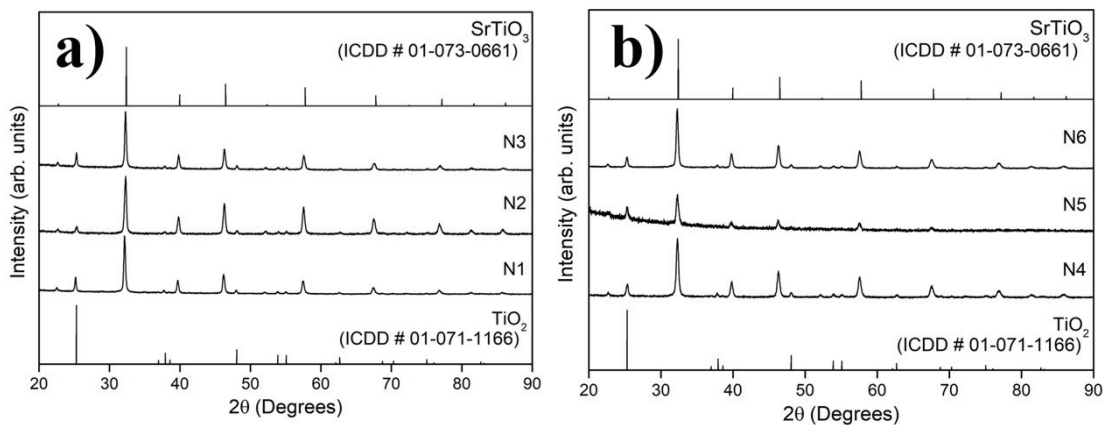 a)
SrTiO₃
(ICDD # 01-073-0661)
N3
N2
N1
TiO₂
(ICDD # 01-071-1166)
Intensity (arb. units)
20 30 40 50 60 70 80 90
2θ (Degrees)
b)
SrTiO₃
(ICDD # 01-073-0661)
N6
N5
N4
TiO₂
(ICDD # 01-071-1166)
Intensity (arb. units)
20 30 40 50 60 70 80 90
2θ (Degrees)